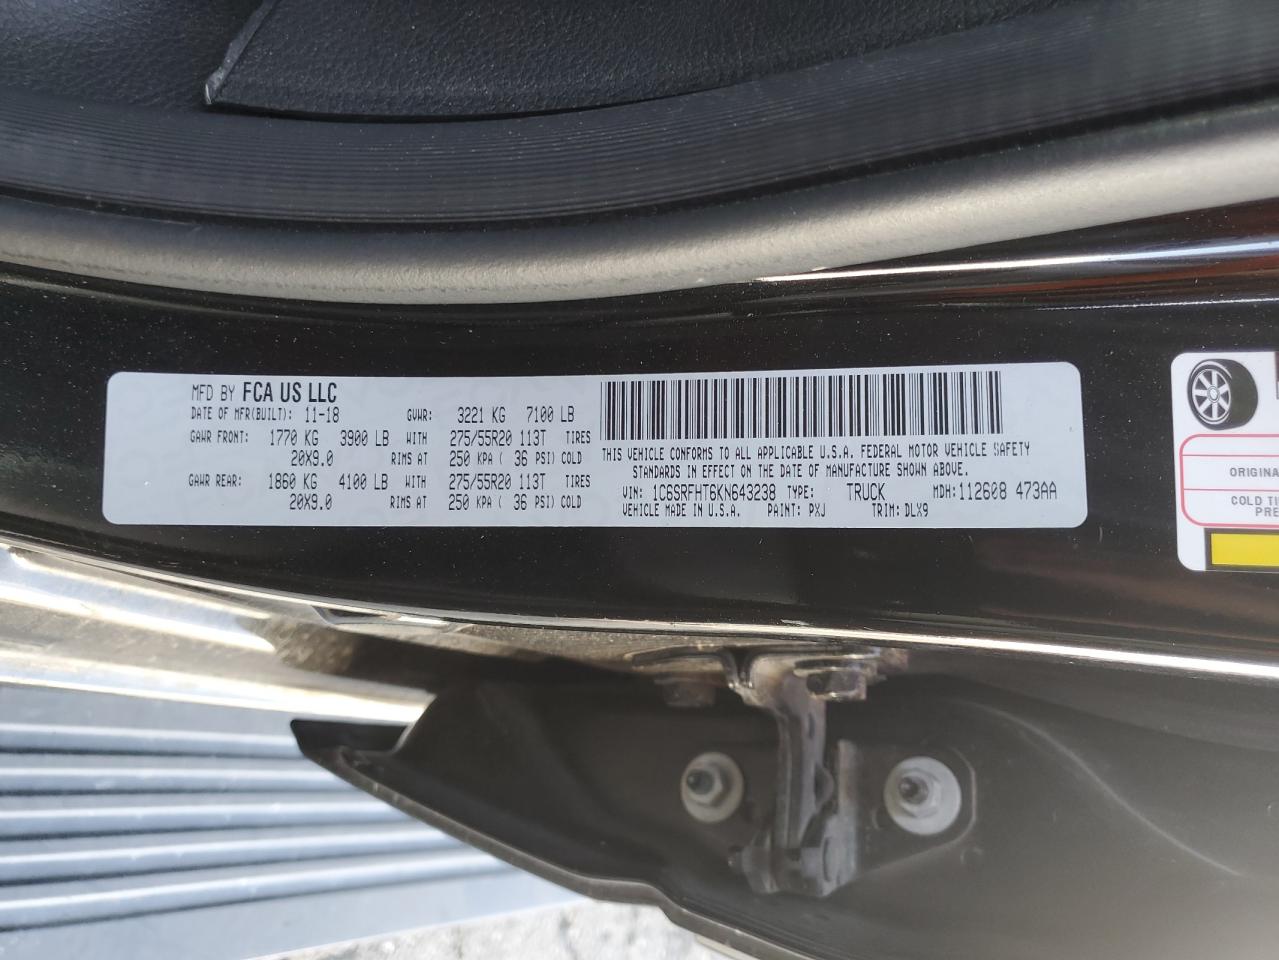 MFD BY FCA US LLC
DATE OF MFR(BUILT): 11-18 GVWR: 3221 KG 7100 LB
GAWR FRONT: 1770 KG 3900 LB WITH 275/55R20 113T TIRES
20X9.0 RIMS AT 250 KPA ( 36 PSI) COLD
GAWR REAR: 1860 KG 4100 LB WITH 275/55R20 113T TIRES
20X9.0 RIMS AT 250 KPA ( 36 PSI) COLD
THIS VEHICLE CONFORMS TO ALL APPLICABLE U.S.A. FEDERAL MOTOR VEHICLE SAFETY
STANDARDS IN EFFECT ON THE DATE OF MANUFACTURE SHOWN ABOVE.
VIN: 1C6SRFHT6KN643238 TYPE: TRUCK MDH:112608 473AA
VEHICLE MADE IN U.S.A. PAINT: PXJ TRIM: DLX9
ORIGINA
COLD TI
PRE